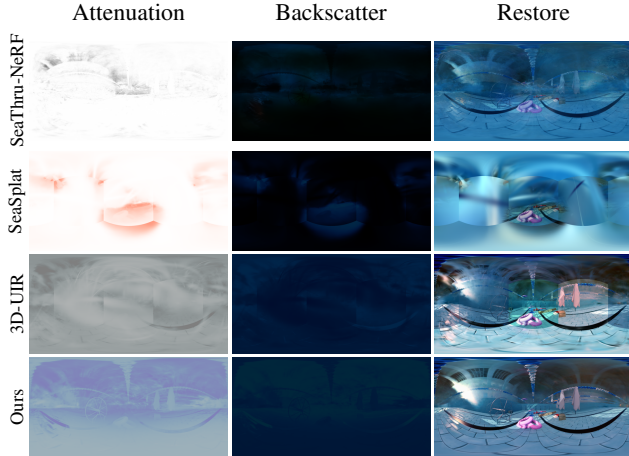 Attenuation Backscatter Restore
SeaThru-NeRF
SeaSplat
3D-UIR
Ours